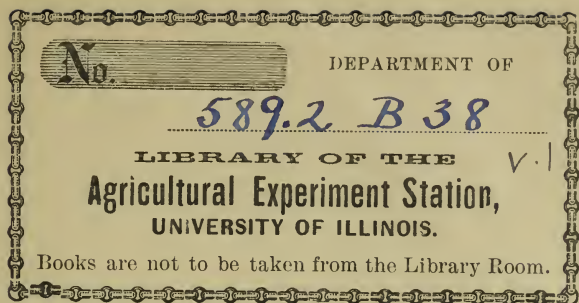 No.
DEPARTMENT OF
589.2 B 38
LIBRARY OF THE v.1
Agricultural Experiment Station,
UNIVERSITY OF ILLINOIS.
Books are not to be taken from the Library Room.